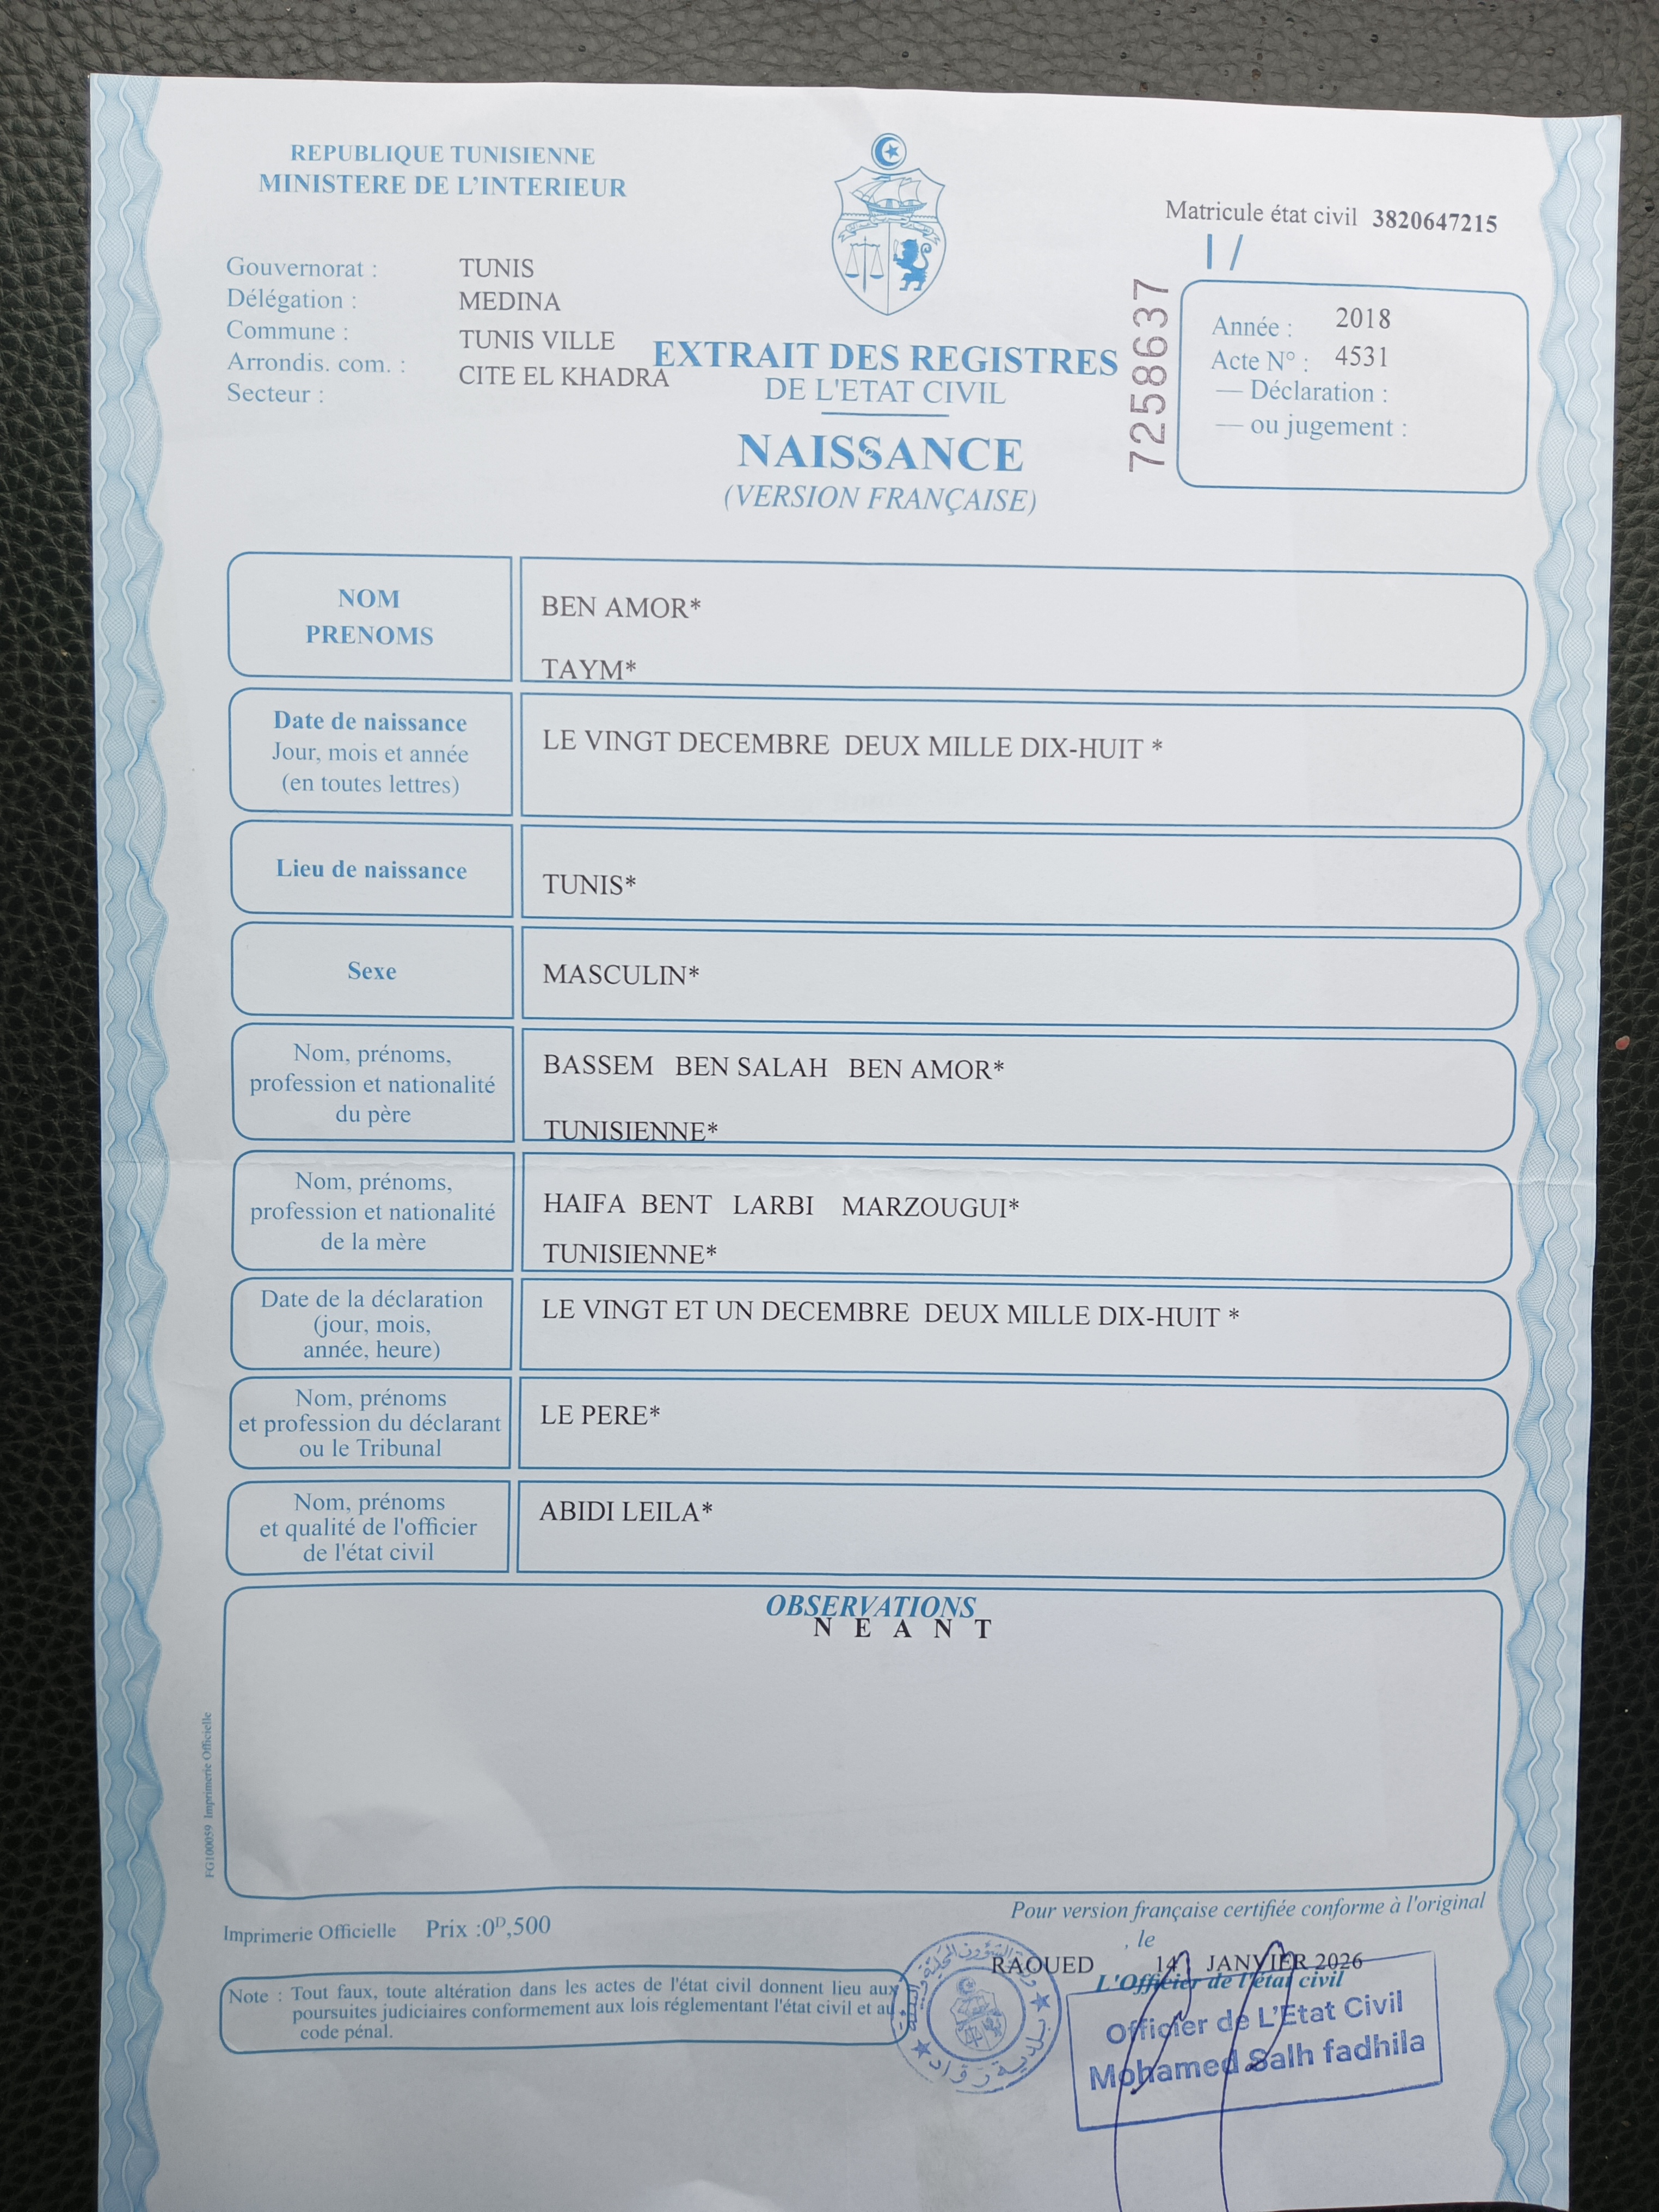 REPUBLIQUE TUNISIENNE
MINISTERE DE L'INTERIEUR
Matricule état civil 3820647215
1/
Gouvernorat : TUNIS
Délégation : MEDINA
Commune : TUNIS VILLE
Arrondis. com. : CITE EL KHADRA
Secteur :
EXTRAIT DES REGISTRES
DE L'ETAT CIVIL
NAISSANCE
(VERSION FRANÇAISE)
7258637
Année : 2018
Acte N° : 4531
— Déclaration :
— ou jugement :
NOM
PRENOMS
BEN AMOR*
TAYM*
Date de naissance
Jour, mois et année
(en toutes lettres)
LE VINGT DECEMBRE DEUX MILLE DIX-HUIT *
Lieu de naissance
TUNIS*
Sexe
MASCULIN*
Nom, prénoms,
profession et nationalité
du père
BASSEM BEN SALAH BEN AMOR*
TUNISIENNE*
Nom, prénoms,
profession et nationalité
de la mère
HAIFA BENT LARBI MARZOUGUI*
TUNISIENNE*
Date de la déclaration
(jour, mois,
année, heure)
LE VINGT ET UN DECEMBRE DEUX MILLE DIX-HUIT *
Nom, prénoms
et profession du déclarant
ou le Tribunal
LE PERE*
Nom, prénoms
et qualité de l'officier
de l'état civil
ABIDI LEILA*
OBSERVATIONS
N E A N T
FG100059 Imprimerie Officielle
Imprimerie Officielle Prix :0ᴰ,500
Pour version française certifiée conforme à l'original
, le
RAOUED 14 JANVIER 2026
L'Officier de l'état civil
Note : Tout faux, toute altération dans les actes de l'état civil donnent lieu aux
poursuites judiciaires conformement aux lois réglementant l'état civil et au
code pénal.
بلدية رواد
Officier de L'Etat Civil
Mohamed Salh fadhila